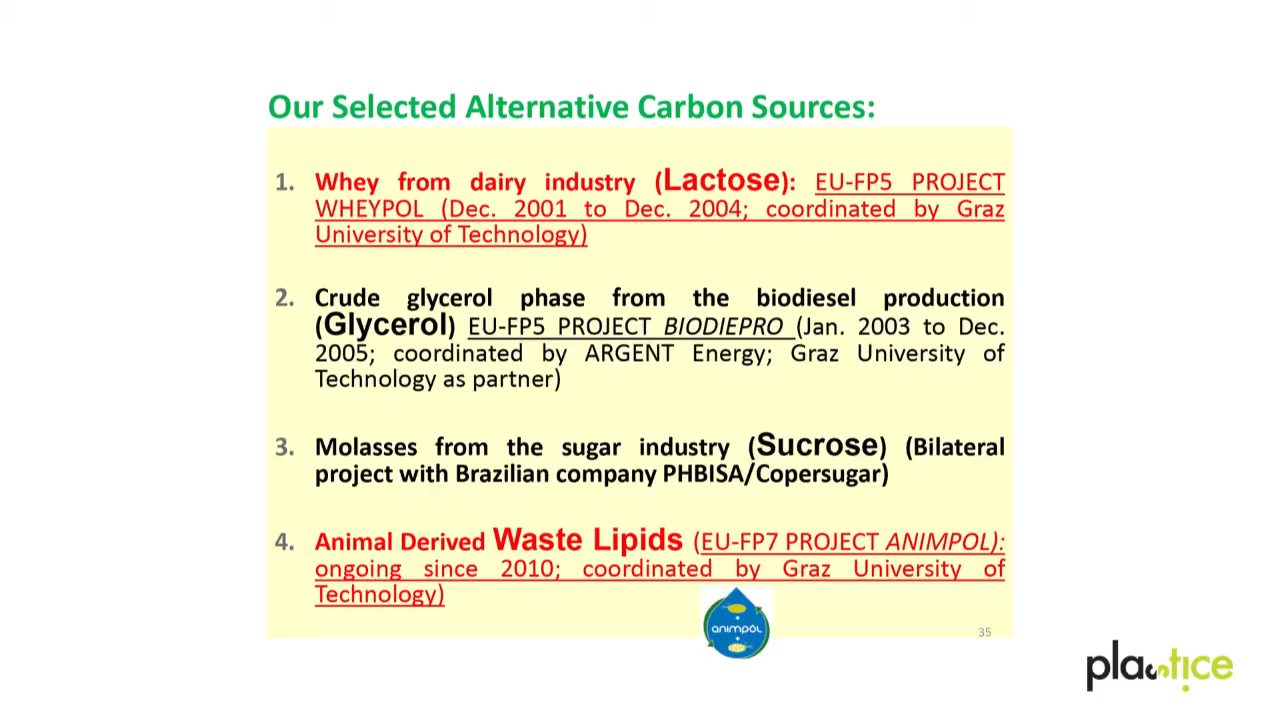 Our Selected Alternative Carbon Sources:
1. Whey from dairy industry (Lactose): EU-FP5 PROJECT
WHEYPOL (Dec. 2001 to Dec. 2004; coordinated by Graz
University of Technology)
2. Crude glycerol phase from the biodiesel production
(Glycerol) EU-FP5 PROJECT BIODIEPRO (Jan. 2003 to Dec.
2005; coordinated by ARGENT Energy; Graz University of
Technology as partner)
3. Molasses from the sugar industry (Sucrose) (Bilateral
project with Brazilian company PHBISA/Copersugar)
4. Animal Derived Waste Lipids (EU-FP7 PROJECT ANIMPOL):
ongoing since 2010; coordinated by Graz University of
Technology)
animpol
35
plastice